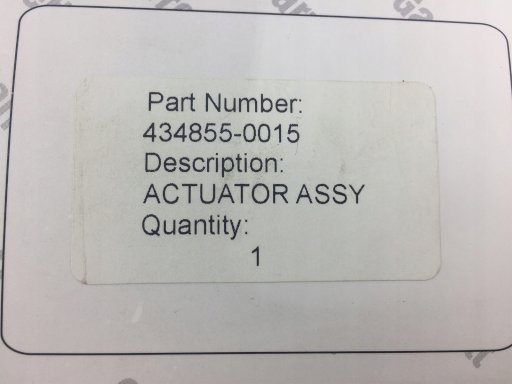 Part Number:
434855-0015
Description:
ACTUATOR ASSY
Quantity:
1